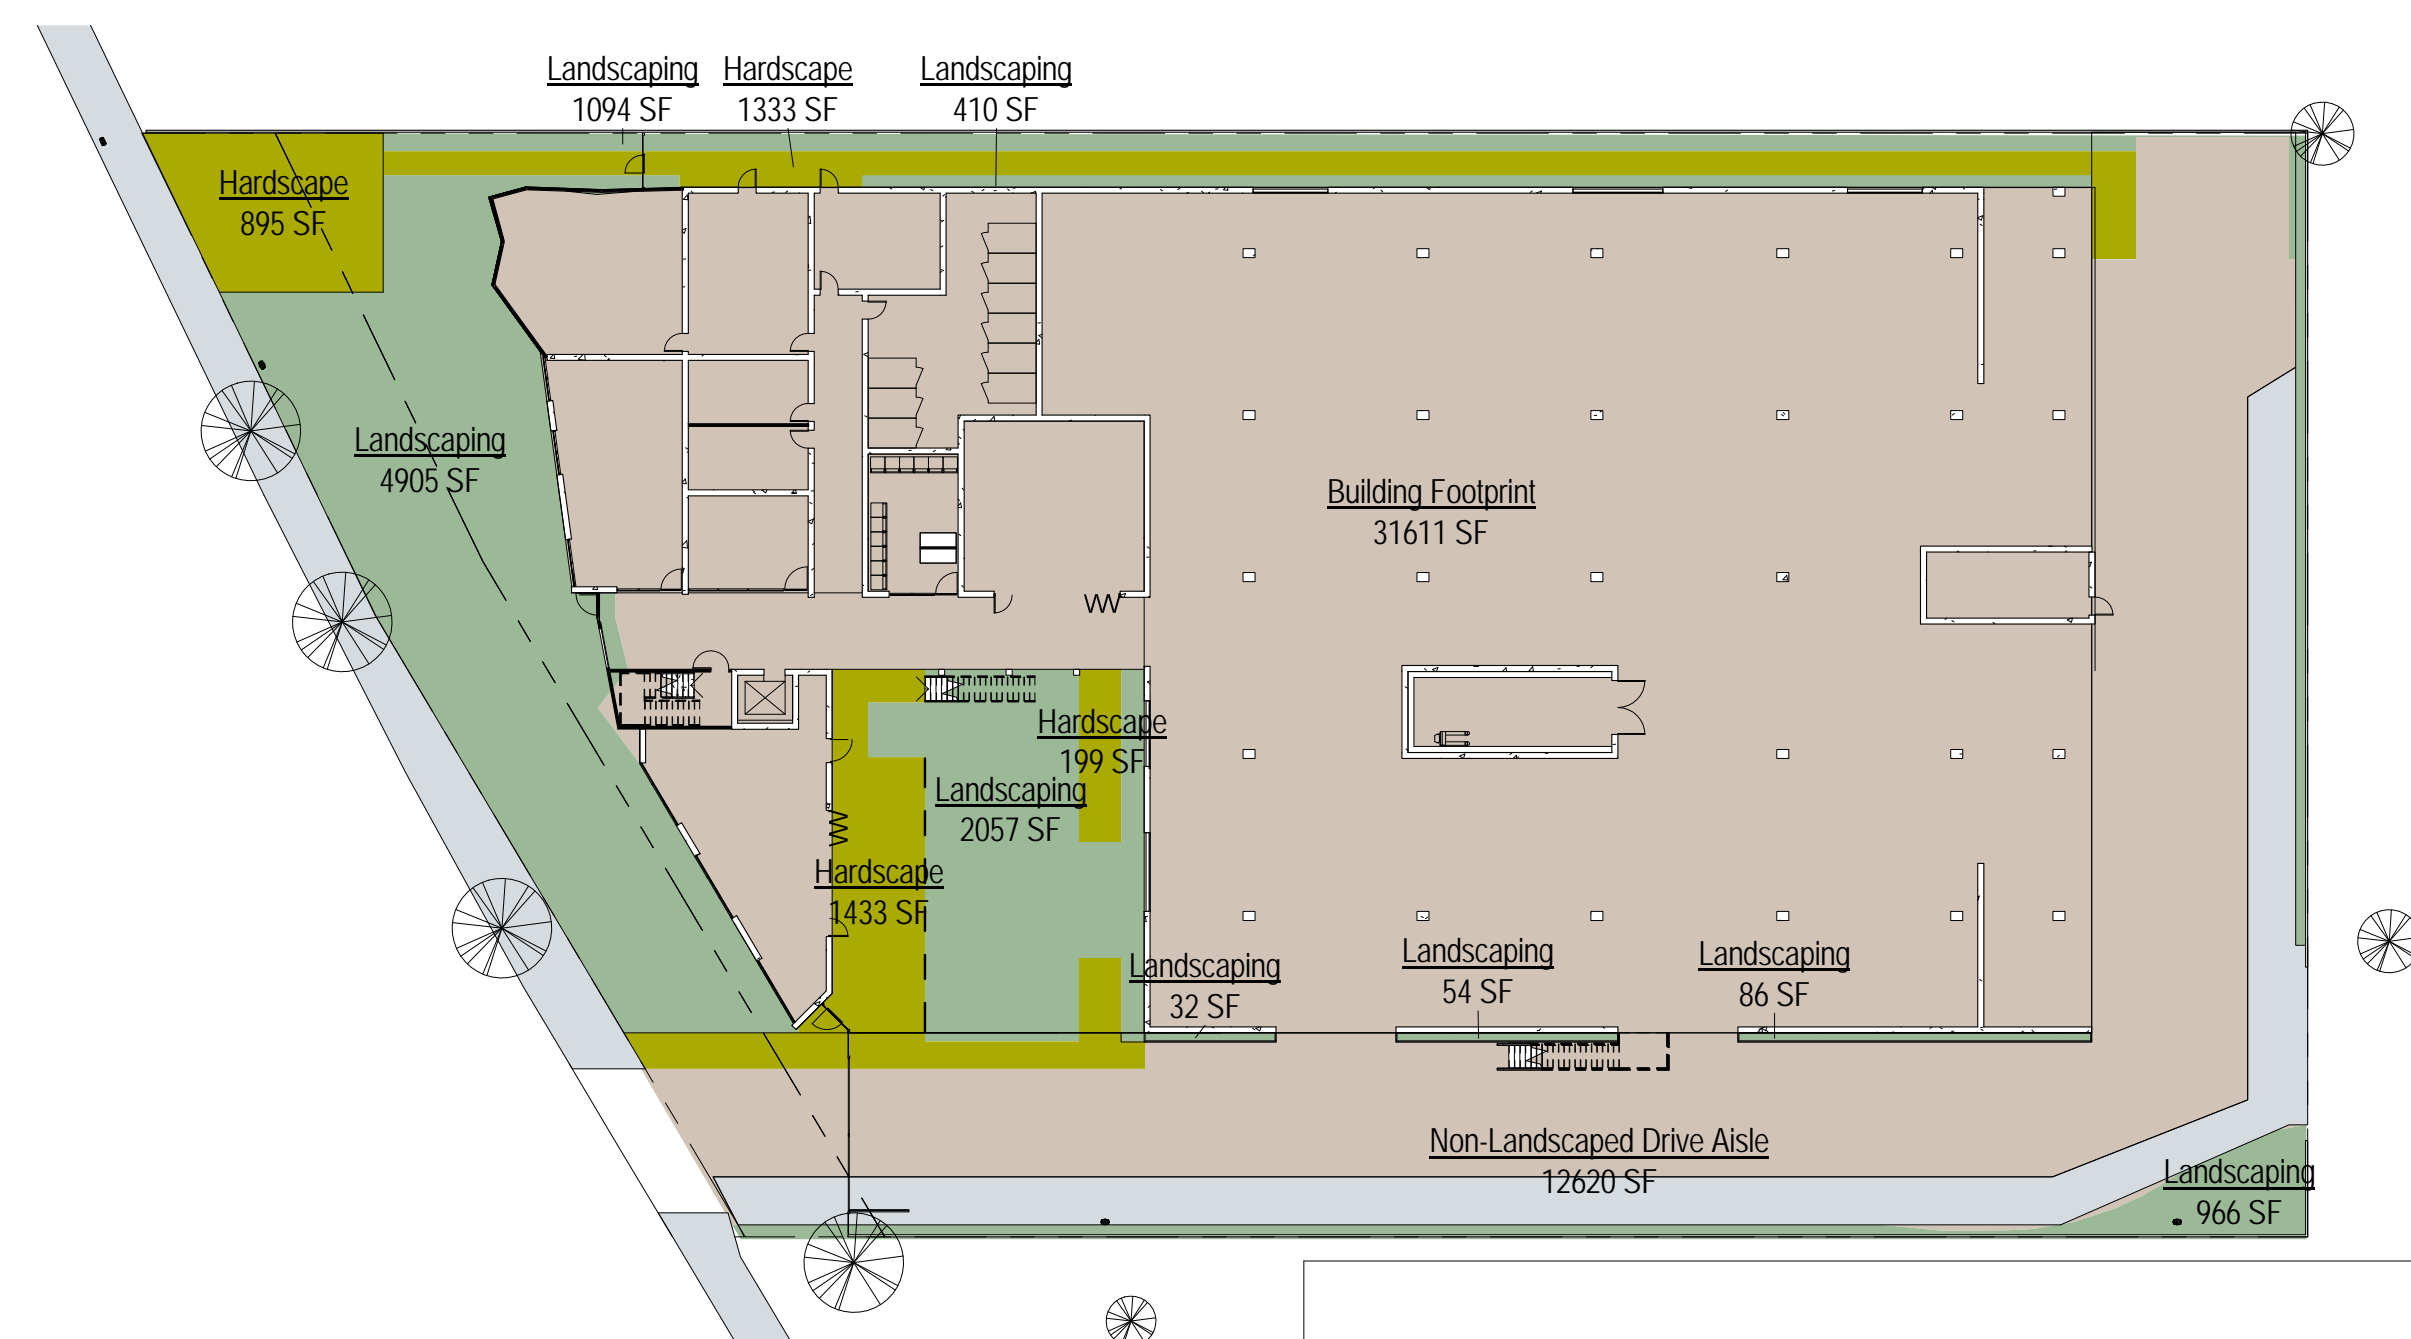 Landscaping
1094 SF
Hardscape
1333 SF
Landscaping
410 SF
Hardscape
895 SF
Landscaping
4905 SF
Building Footprint
31611 SF
Hardscape
199 SF
Landscaping
2057 SF
Hardscape
1433 SF
Landscaping
32 SF
Landscaping
54 SF
Landscaping
86 SF
Non-Landscaped Drive Aisle
12620 SF
Landscaping
966 SF